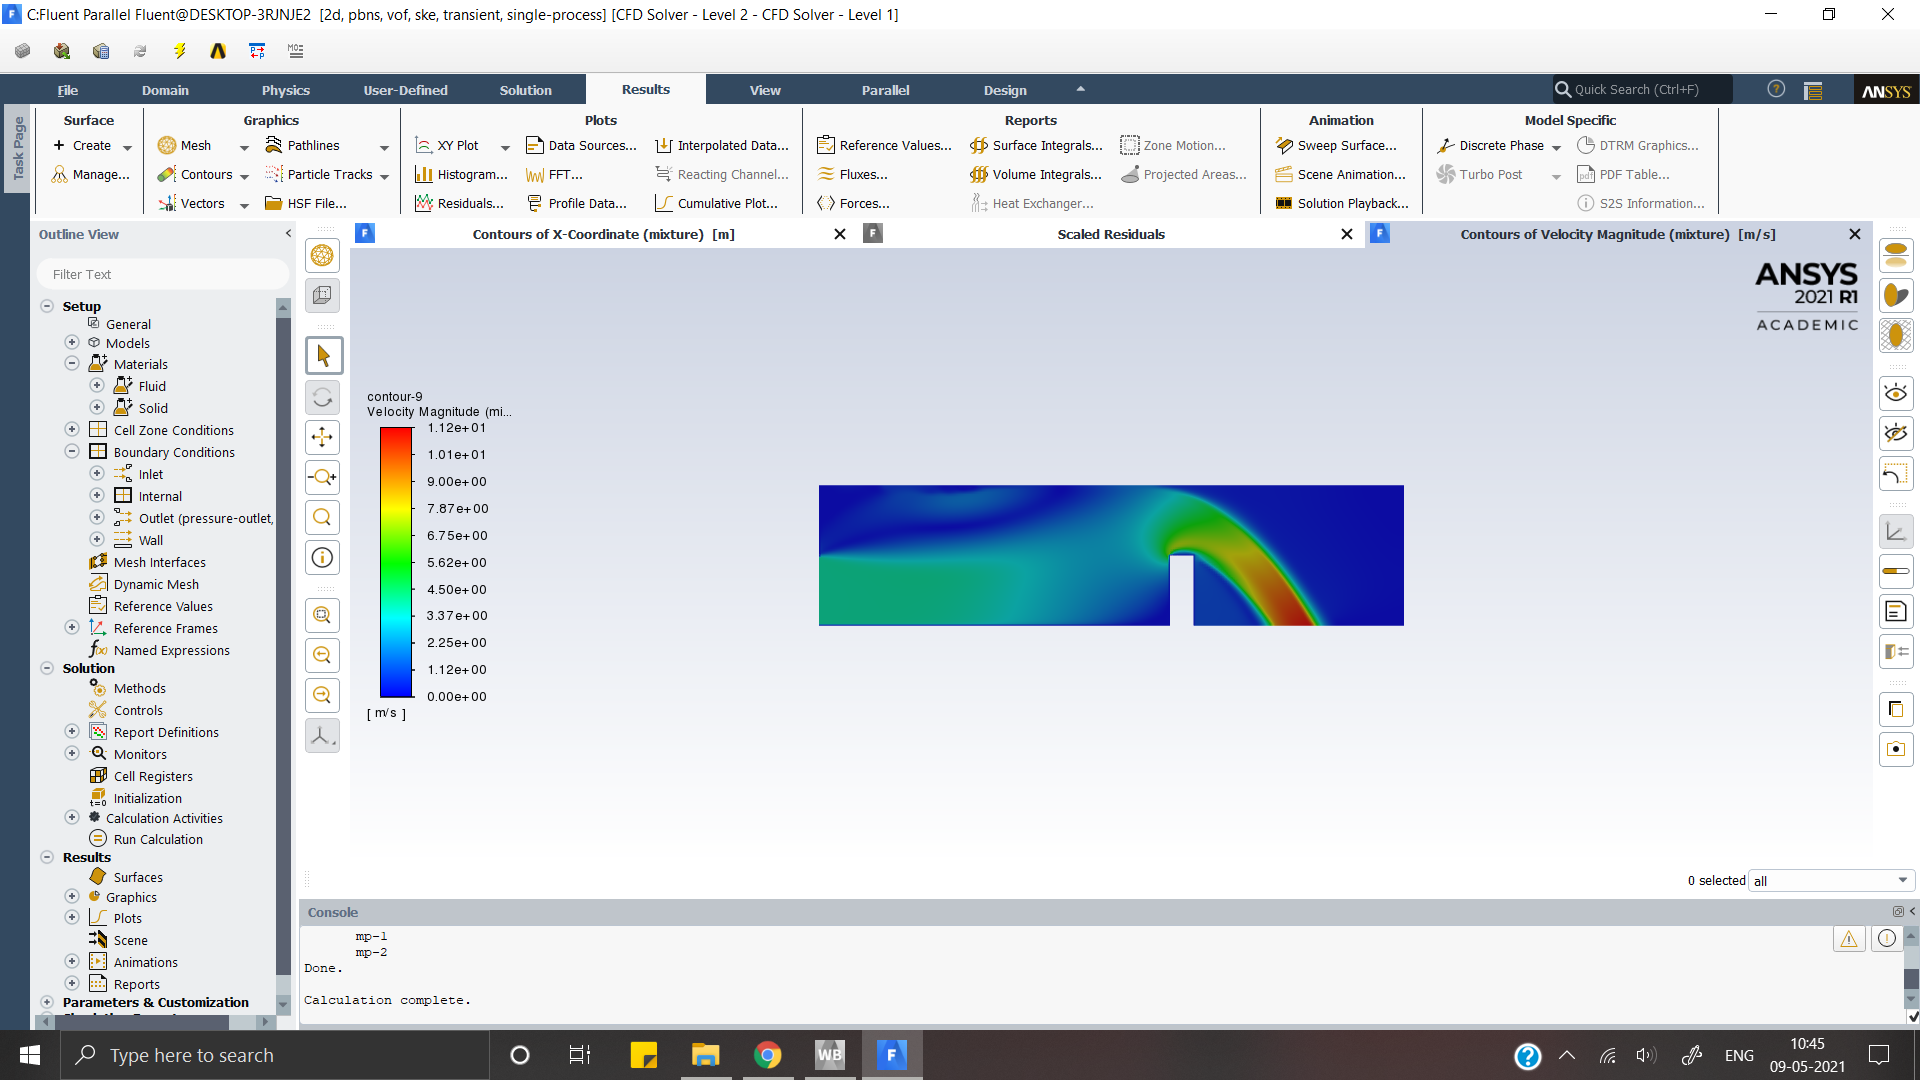 C:Fluent Parallel Fluent@DESKTOP-3RJNJE2 [2d, pbns, vof, ske, transient, single-process] [CFD Solver - Level 2 - CFD Solver - Level 1]
File Domain Physics User-Defined Solution Results View Parallel Design Quick Search (Ctrl+F) ANSYS
Task Page
Surface
Create
Manage...
Graphics
Mesh
Contours
Vectors
Pathlines
Particle Tracks
HSF File...
Plots
XY Plot
Histogram...
Residuals...
Data Sources...
FFT...
Profile Data...
Interpolated Data...
Reacting Channel...
Cumulative Plot...
Reports
Reference Values...
Fluxes...
Forces...
Surface Integrals...
Volume Integrals...
Heat Exchanger...
Zone Motion...
Projected Areas...
Animation
Sweep Surface...
Scene Animation...
Solution Playback...
Model Specific
Discrete Phase
Turbo Post
DTRM Graphics...
PDF Table...
S2S Information...
Outline View
Filter Text
Setup
General
Models
Materials
Fluid
Solid
Cell Zone Conditions
Boundary Conditions
Inlet
Internal
Outlet (pressure-outlet,
Wall
Mesh Interfaces
Dynamic Mesh
Reference Values
Reference Frames
Named Expressions
Solution
Methods
Controls
Report Definitions
Monitors
Cell Registers
Initialization
Calculation Activities
Run Calculation
Results
Surfaces
Graphics
Plots
Scene
Animations
Reports
Parameters & Customization
Contours of X-Coordinate (mixture) [m]
Scaled Residuals
Contours of Velocity Magnitude (mixture) [m/s]
ANSYS
2021 R1
ACADEMIC
contour-9
Velocity Magnitude (mi...
1.12e+01
1.01e+01
9.00e+00
7.87e+00
6.75e+00
5.62e+00
4.50e+00
3.37e+00
2.25e+00
1.12e+00
0.00e+00
[ m/s ]
0 selected all
Console
mp-1
mp-2
Done.
Calculation complete.
Type here to search
WB
F
ENG
10:45
09-05-2021